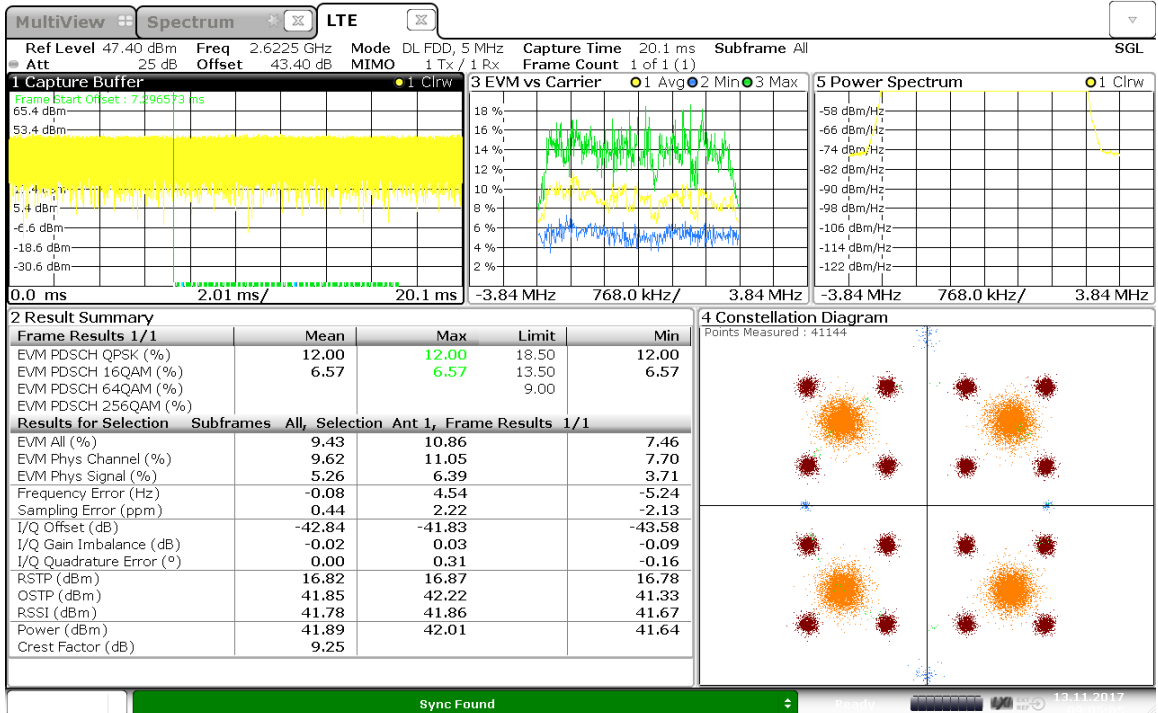 MultiView Spectrum LTE
Ref Level 47.40 dBm Freq 2.6225 GHz Mode DL FDD, 5 MHz Capture Time 20.1 ms Subframe All SGL
Att 25 dB Offset 43.40 dB MIMO 1 Tx / 1 Rx Frame Count 1 of 1 (1)
1 Capture Buffer 1 Clrw
Frame Start Offset : 7.296573 ms
65.4 dBm
53.4 dBm
5.4 dBm
-6.6 dBm
-18.6 dBm
-30.6 dBm
0.0 ms 2.01 ms/ 20.1 ms
3 EVM vs Carrier 1 Avg 2 Min 3 Max
18 %
16 %
14 %
12 %
10 %
8 %
6 %
4 %
2 %
-3.84 MHz 768.0 kHz/ 3.84 MHz
5 Power Spectrum 1 Clrw
-58 dBm/Hz
-66 dBm/Hz
-74 dBm/Hz
-82 dBm/Hz
-90 dBm/Hz
-98 dBm/Hz
-106 dBm/Hz
-114 dBm/Hz
-122 dBm/Hz
-3.84 MHz 768.0 kHz/ 3.84 MHz
2 Result Summary
Frame Results 1/1 Mean Max Limit Min
EVM PDSCH QPSK (%) 12.00 12.00 18.50 12.00
EVM PDSCH 16QAM (%) 6.57 6.57 13.50 6.57
EVM PDSCH 64QAM (%) 9.00
EVM PDSCH 256QAM (%)
Results for Selection Subframes All, Selection Ant 1, Frame Results 1/1
EVM All (%) 9.43 10.86 7.46
EVM Phys Channel (%) 9.62 11.05 7.70
EVM Phys Signal (%) 5.26 6.39 3.71
Frequency Error (Hz) -0.08 4.54 -5.24
Sampling Error (ppm) 0.44 2.22 -2.13
I/Q Offset (dB) -42.84 -41.83 -43.58
I/Q Gain Imbalance (dB) -0.02 0.03 -0.09
I/Q Quadrature Error (º) 0.00 0.31 -0.16
RSTP (dBm) 16.82 16.87 16.78
OSTP (dBm) 41.85 42.22 41.33
RSSI (dBm) 41.78 41.86 41.67
Power (dBm) 41.89 42.01 41.64
Crest Factor (dB) 9.25
4 Constellation Diagram
Points Measured : 41144
Sync Found Ready LXI EXT REF 13.11.2017